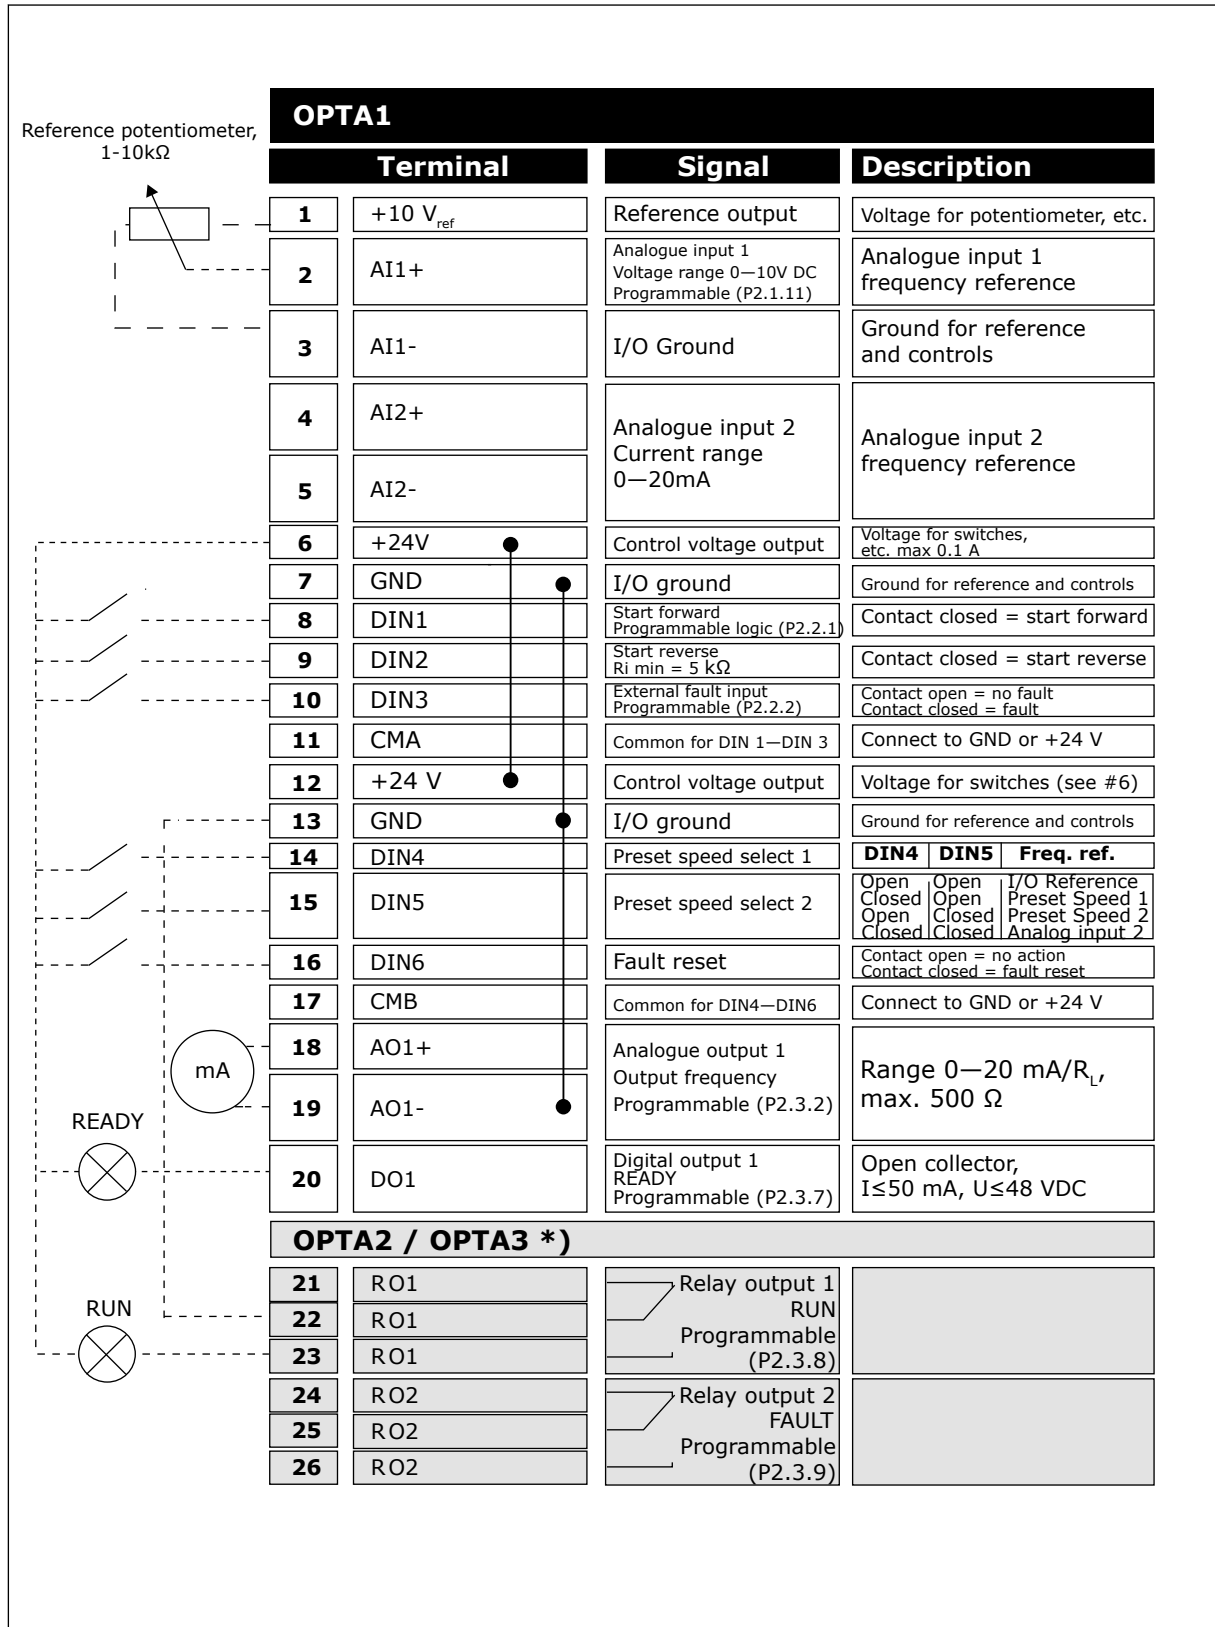 Reference potentiometer,
1-10kΩ
OPTA1
Terminal Signal Description
1 +10 Vref Reference output Voltage for potentiometer, etc.
2 AI1+ Analogue input 1
Voltage range 0—10V DC
Programmable (P2.1.11)
Analogue input 1
frequency reference
3 AI1- I/O Ground Ground for reference
and controls
4 AI2+
5 AI2-
Analogue input 2
Current range
0—20mA
Analogue input 2
frequency reference
6 +24V Control voltage output Voltage for switches,
etc. max 0.1 A
7 GND I/O ground Ground for reference and controls
8 DIN1 Start forward
Programmable logic (P2.2.1)
Contact closed = start forward
9 DIN2 Start reverse
Ri min = 5 kΩ
Contact closed = start reverse
10 DIN3 External fault input
Programmable (P2.2.2)
Contact open = no fault
Contact closed = fault
11 CMA Common for DIN 1—DIN 3 Connect to GND or +24 V
12 +24 V Control voltage output Voltage for switches (see #6)
13 GND I/O ground Ground for reference and controls
14 DIN4 Preset speed select 1 DIN4 DIN5 Freq. ref.
15 DIN5 Preset speed select 2
Open Open I/O Reference
Closed Open Preset Speed 1
Open Closed Preset Speed 2
Closed Closed Analog input 2
16 DIN6 Fault reset Contact open = no action
Contact closed = fault reset
17 CMB Common for DIN4—DIN6 Connect to GND or +24 V
mA
18 AO1+
19 AO1-
Analogue output 1
Output frequency
Programmable (P2.3.2)
Range 0—20 mA/RL,
max. 500 Ω
READY
20 DO1 Digital output 1
READY
Programmable (P2.3.7)
Open collector,
I≤50 mA, U≤48 VDC
OPTA2 / OPTA3 *)
RUN
21 RO1
22 RO1
23 RO1
Relay output 1
RUN
Programmable
(P2.3.8)
24 RO2
25 RO2
26 RO2
Relay output 2
FAULT
Programmable
(P2.3.9)